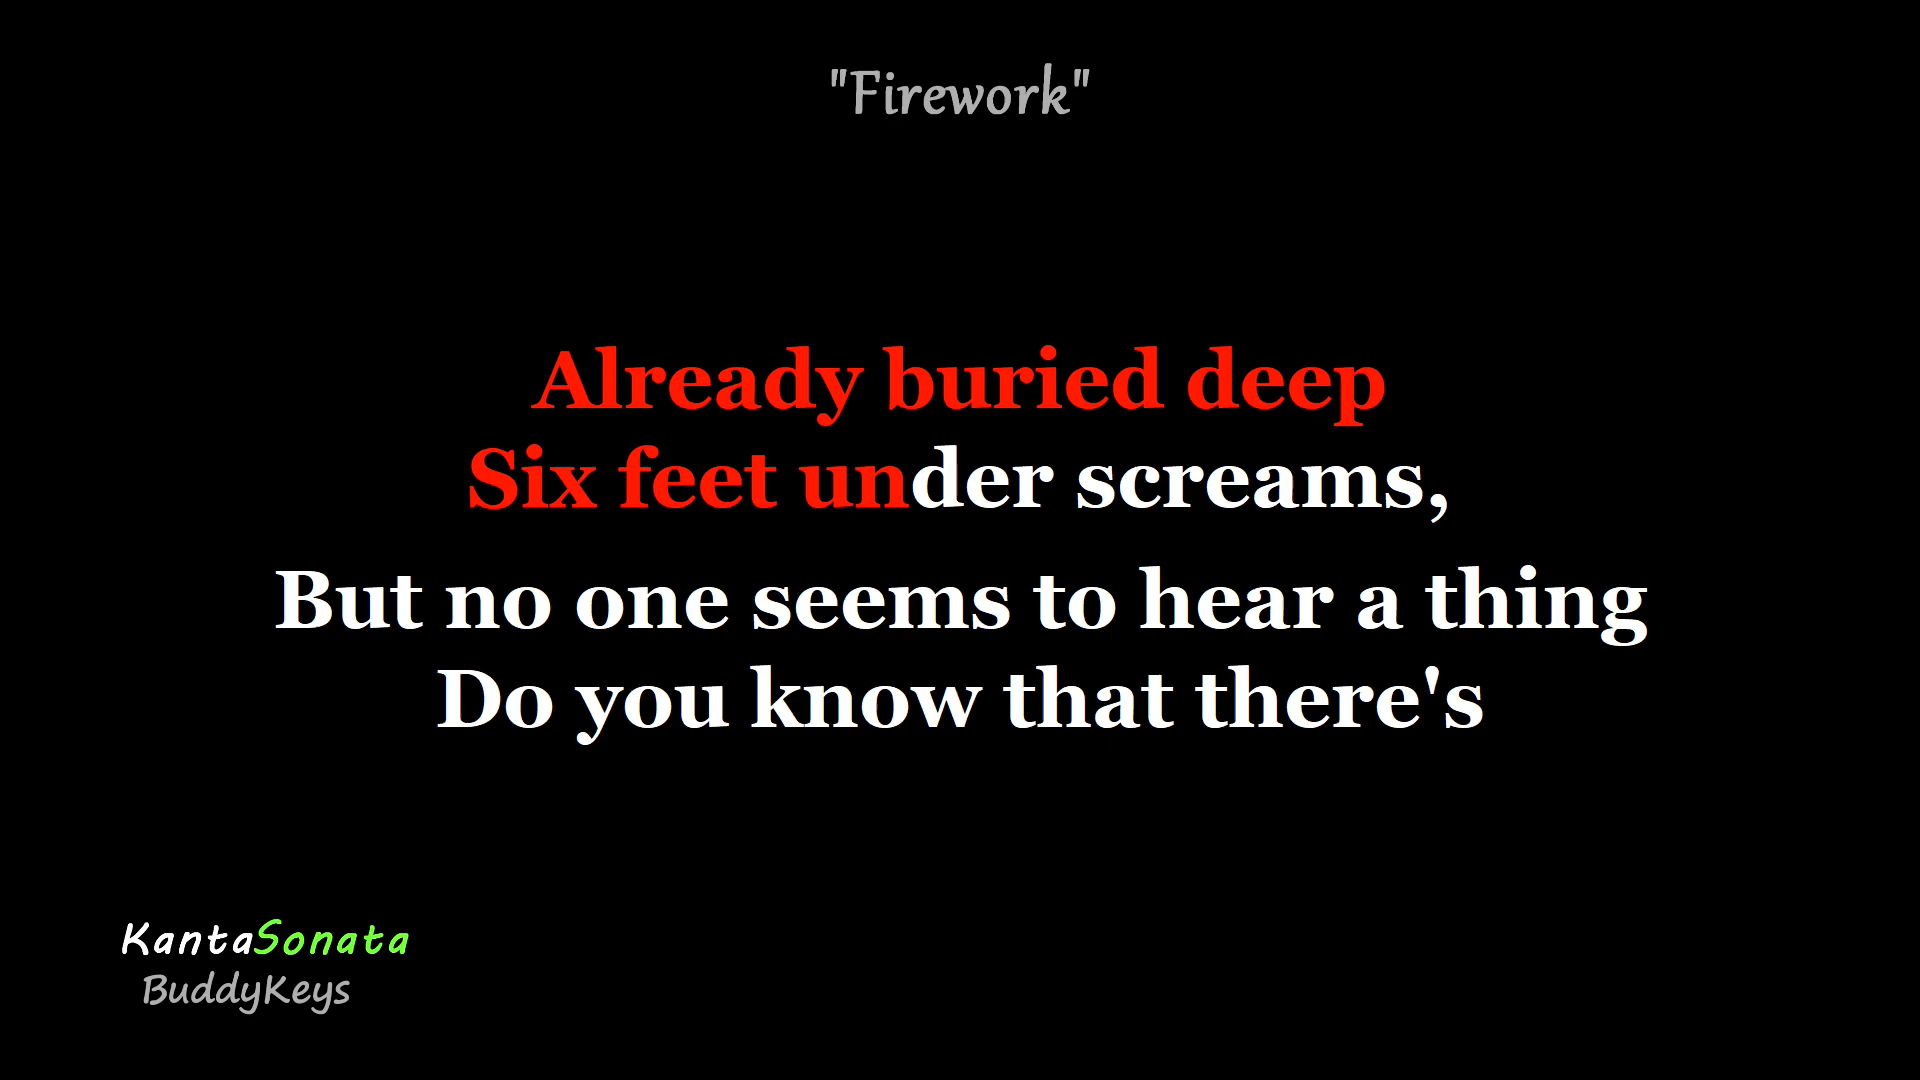 "Firework"
Already buried deep
Six feet under screams,
But no one seems to hear a thing
Do you know that there's
KantaSonata
BuddyKeys